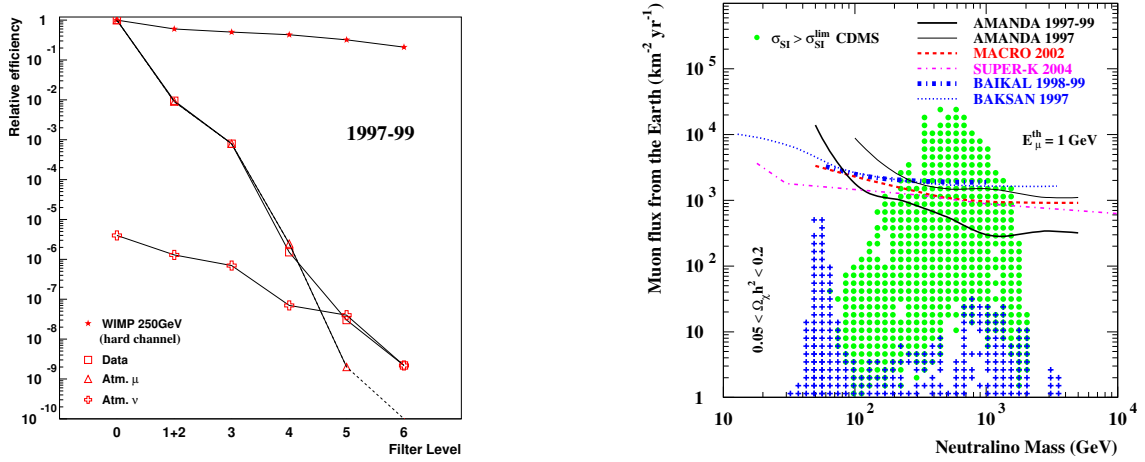 Relative efficiency
1
10^-1
10^-2
10^-3
10^-4
10^-5
10^-6
10^-7
10^-8
10^-9
10^-10
1997-99
WIMP 250GeV
(hard channel)
Data
Atm. μ
Atm. ν
0 1+2 3 4 5 6
Filter Level
Muon flux from the Earth (km^-2 yr^-1)
10^5
10^4
10^3
10^2
10
1
σ_SI > σ_SI^lim CDMS
AMANDA 1997-99
AMANDA 1997
MACRO 2002
SUPER-K 2004
BAIKAL 1998-99
BAKSAN 1997
E_μ^th = 1 GeV
0.05 < Ω_χ h^2 < 0.2
10 10^2 10^3 10^4
Neutralino Mass (GeV)